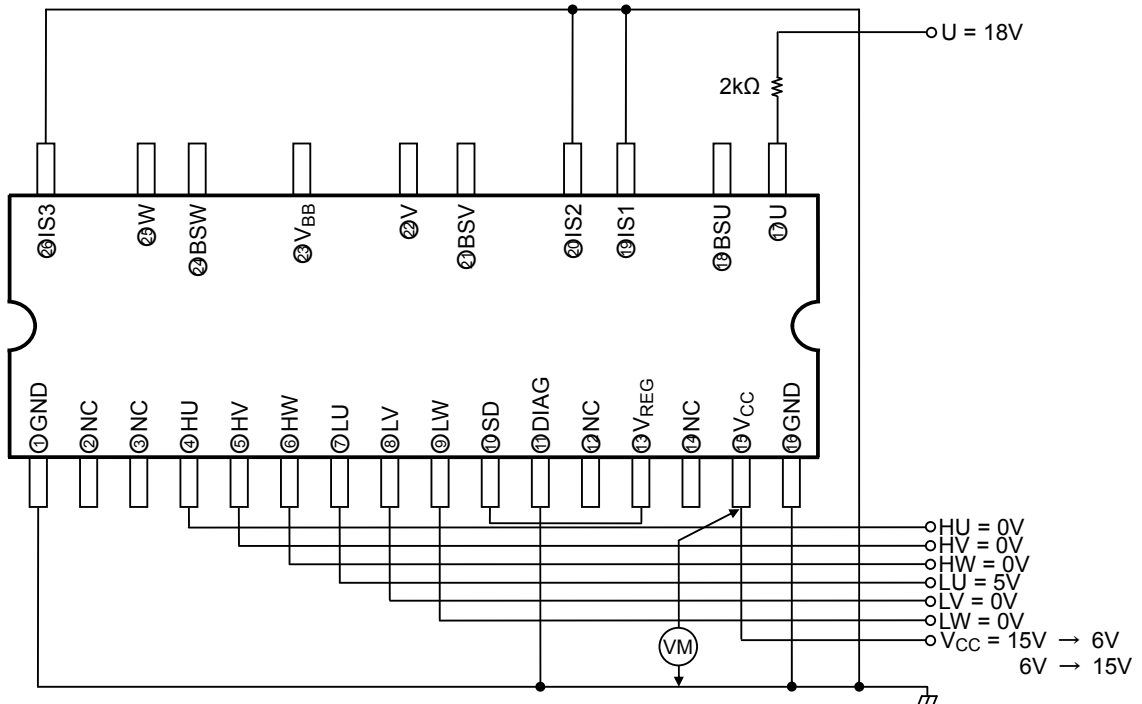 U = 18V
2kΩ
㉖IS3
㉕W
㉔BSW
㉓VBB
㉒V
㉑BSV
⑳IS2
⑲IS1
⑱BSU
⑰U
①GND
②NC
③NC
④HU
⑤HV
⑥HW
⑦LU
⑧LV
⑨LW
⑩SD
⑪DIAG
⑫NC
⑬VREG
⑭NC
⑮VCC
⑯GND
HU = 0V
HV = 0V
HW = 0V
LU = 5V
LV = 0V
LW = 0V
VM
VCC = 15V → 6V
6V → 15V